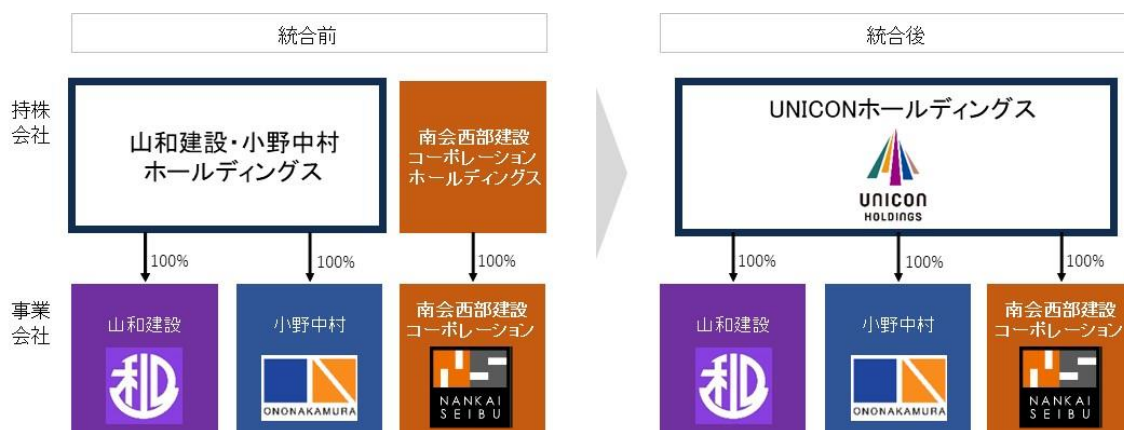 統合前
統合後
持株
会社
山和建設・小野中村
ホールディングス
南会西部建設
コーポレーション
ホールディングス
UNICONホールディングス
UNICON
HOLDINGS
100%
100%
100%
100%
100%
100%
事業
会社
山和建設
小野中村
ONONAKAMURA
南会西部建設
コーポレーション
NANKAI
SEIBU
山和建設
小野中村
ONONAKAMURA
南会西部建設
コーポレーション
NANKAI
SEIBU